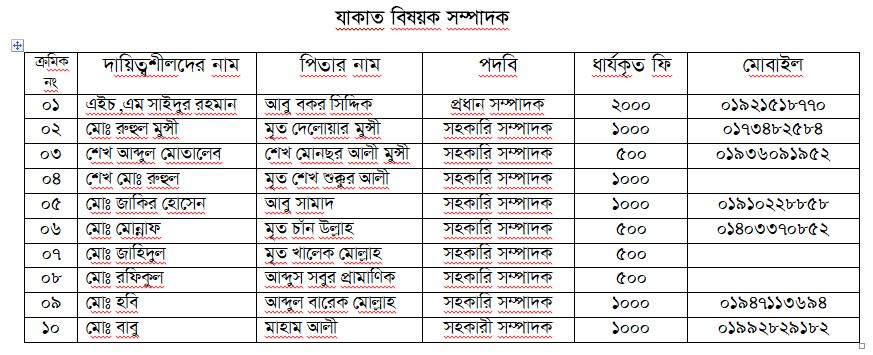 যাকাত বিষয়ক সম্পাদক
ক্রমিক নং দায়িত্বশীলদের নাম পিতার নাম পদবি ধার্যকৃত ফি মোবাইল
০১ এইচ,এম সাইদুর রহমান আবু বকর সিদ্দিক প্রধান সম্পাদক ২০০০ ০১৯২১৫১৮৭৭০
০২ মোঃ রুহুল মুন্সী মৃত দেলোয়ার মুন্সী সহকারি সম্পাদক ১০০০ ০১৭৩৪৮২৫৮৪
০৩ শেখ আব্দুল মোতালেব শেখ মোনছর আলী মুন্সী সহকারি সম্পাদক ৫০০ ০১৯৩৬০৯১৯৫২
০৪ শেখ মোঃ রুহুল মৃত শেখ শুক্কুর আলী সহকারি সম্পাদক ১০০০
০৫ মোঃ জাকির হোসেন আবু সামাদ সহকারি সম্পাদক ১০০০ ০১৯১০২২৮৮৫৮
০৬ মোঃ মোন্নাফ মৃত চাঁন উল্লাহ সহকারি সম্পাদক ৫০০ ০১৪০৩৩৭০৮৫২
০৭ মোঃ জাহিদুল মৃত খালেক মোল্লাহ সহকারি সম্পাদক ৫০০
০৮ মোঃ রফিকুল আব্দুস সবুর প্রামাণিক সহকারি সম্পাদক ৫০০
০৯ মোঃ হবি আব্দুল বারেক মোল্লাহ সহকারি সম্পাদক ১০০০ ০১৯৪৭১১৩৬৯৪
১০ মোঃ বাবু মাহাম আলী সহকারী সম্পাদক ১০০০ ০১৯৯২৮২৯১৮২